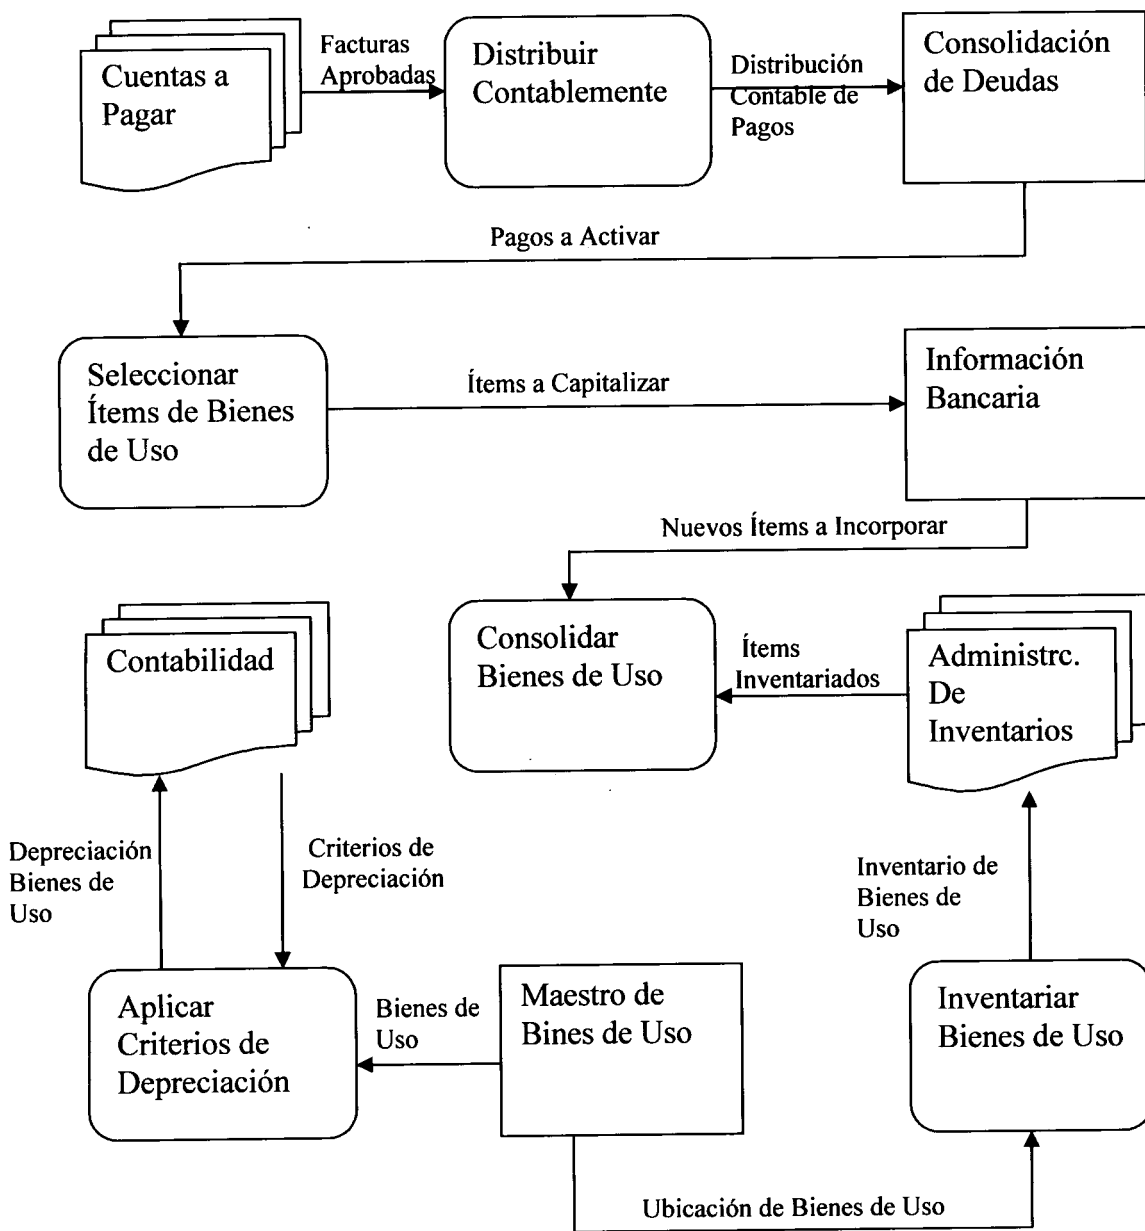 Cuentas a
Pagar
Facturas
Aprobadas
Distribuir
Contablemente
Distribución
Contable de
Pagos
Consolidación
de Deudas
Pagos a Activar
Seleccionar
Ítems de Bienes
de Uso
Ítems a Capitalizar
Información
Bancaria
Nuevos Ítems a Incorporar
Contabilidad
Consolidar
Bienes de Uso
Ítems
Inventariados
Administrc.
De
Inventarios
Depreciación
Bienes de
Uso
Criterios de
Depreciación
Inventario de
Bienes de
Uso
Aplicar
Criterios de
Depreciación
Bienes de
Uso
Maestro de
Bines de Uso
Inventariar
Bienes de Uso
Ubicación de Bienes de Uso